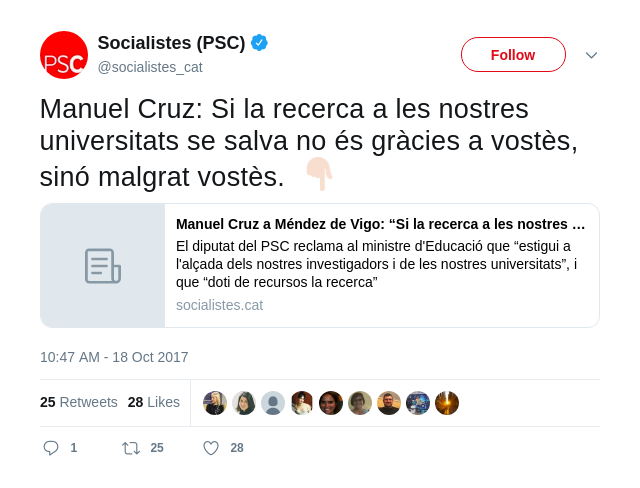 PSC
Socialistes (PSC)
@socialistes_cat
Follow
Manuel Cruz: Si la recerca a les nostres
universitats se salva no és gràcies a vostès,
sinó malgrat vostès.
Manuel Cruz a Méndez de Vigo: “Si la recerca a les nostres …
El diputat del PSC reclama al ministre d'Educació que “estigui a
l'alçada dels nostres investigadors i de les nostres universitats”, i
que “doti de recursos la recerca”
socialistes.cat
10:47 AM - 18 Oct 2017
25 Retweets 28 Likes
1 25 28